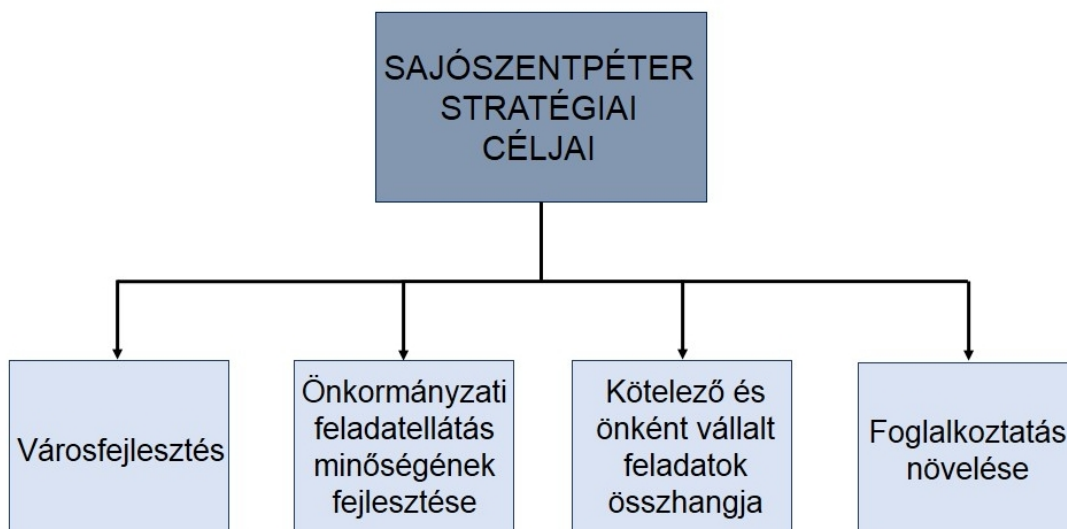 SAJÓSZENTPÉTER
STRATÉGIAI
CÉLJAI
Városfejlesztés
Önkormányzati
feladatellátás
minőségének
fejlesztése
Kötelező és
önként vállalt
feladatok
összhangja
Foglalkoztatás
növelése